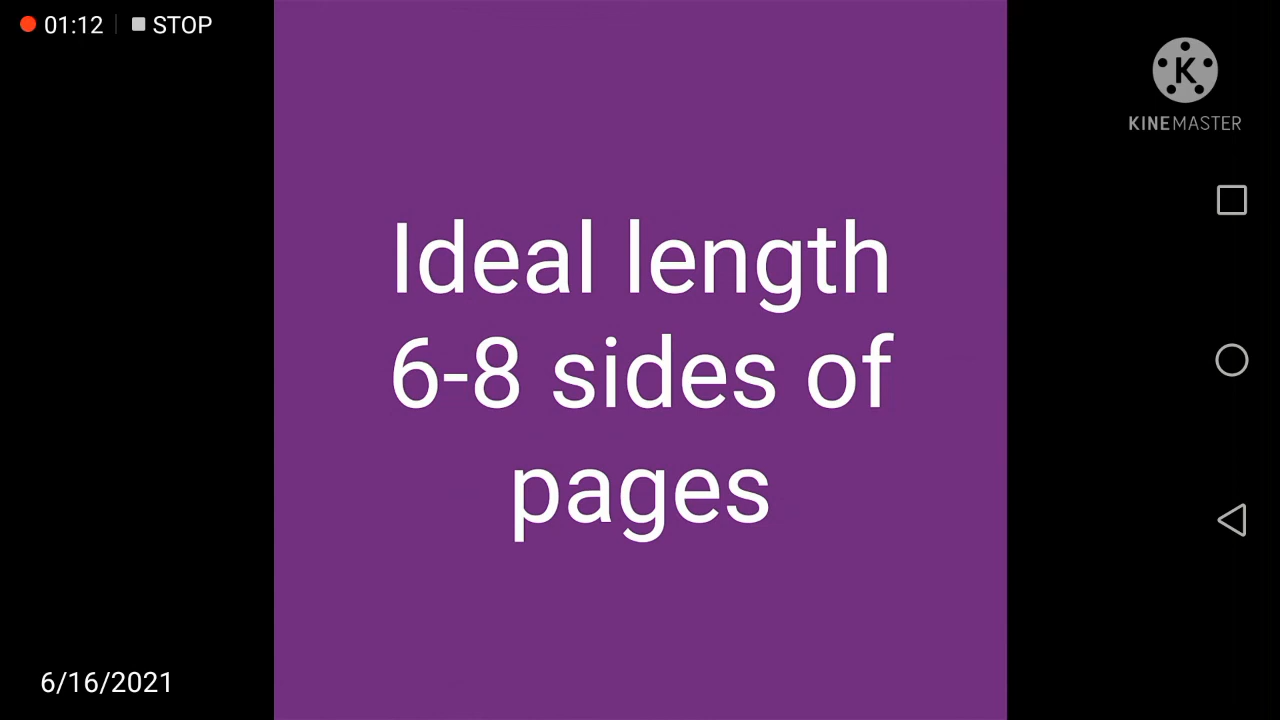 01:12 STOP
KINEMASTER
Ideal length
6-8 sides of
pages
6/16/2021